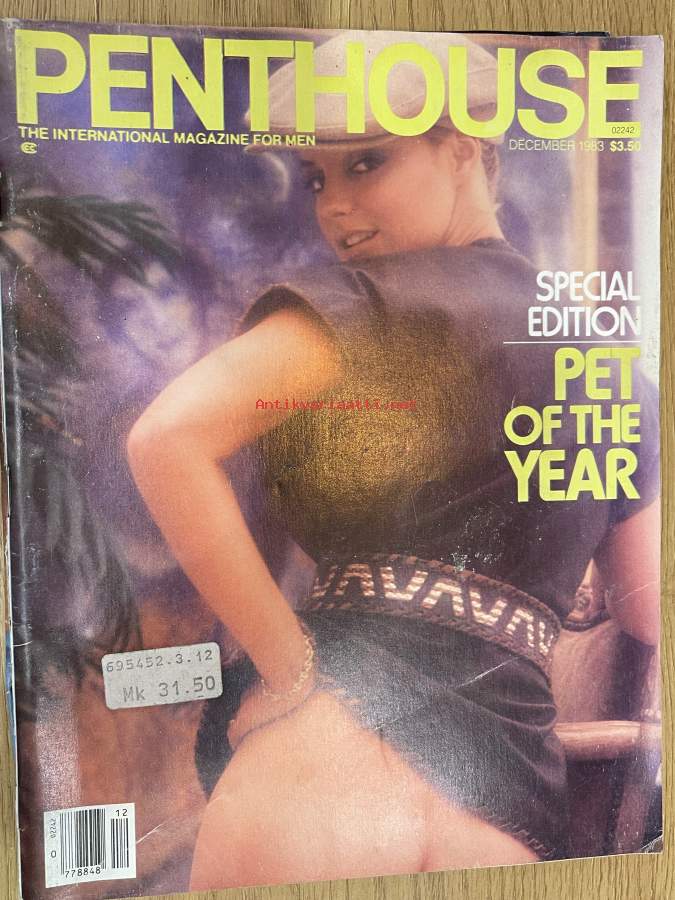 PENTHOUSE
THE INTERNATIONAL MAGAZINE FOR MEN
02242
DECEMBER 1983 $3.50
SPECIAL
EDITION
PET
OF THE
YEAR
Antikvariaatti.net
695452.3.12
Mk 31.50
12
02242
0
778848